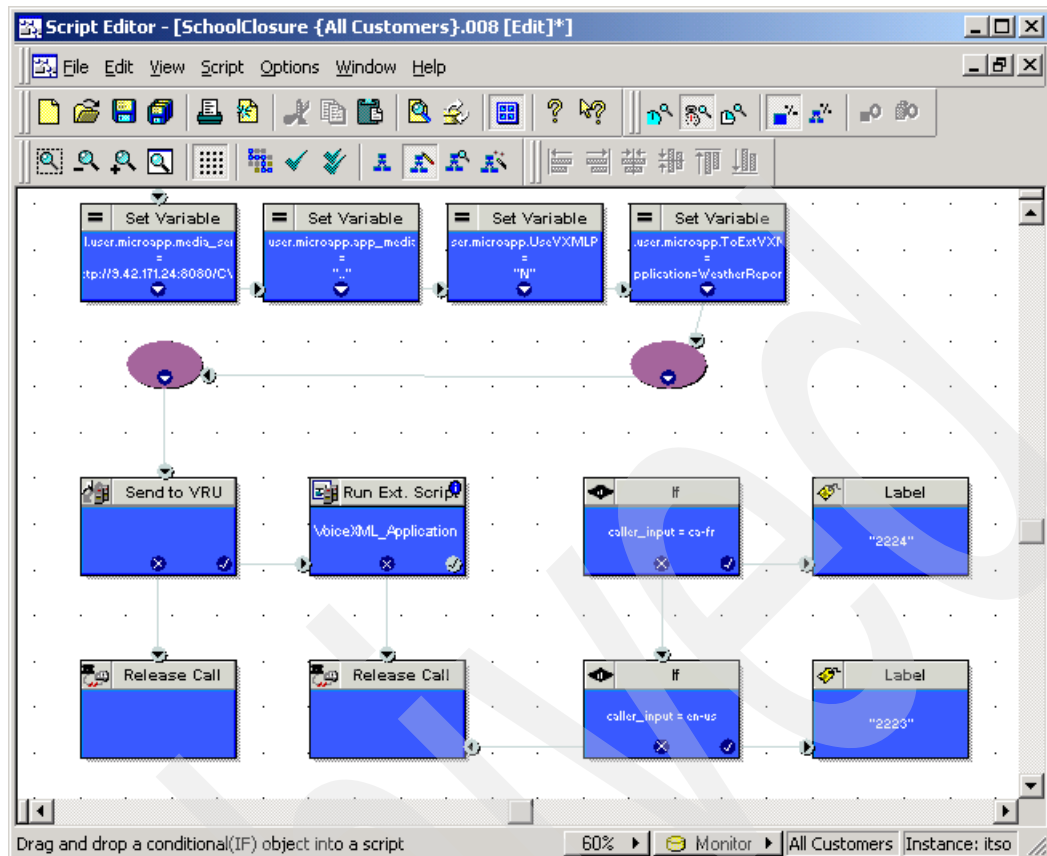 Script Editor - [SchoolClosure {All Customers}.008 [Edit]*]
File Edit View Script Options Window Help
Set Variable
l.user.microapp.media_ser
=
:tp://9.42.171.24:8080/C\
Set Variable
user.microapp.app_medi
=
".."
Set Variable
ser.microapp.UseVXMLP
=
"N"
Set Variable
.user.microapp.ToExtVXM
=
pplication=WeatherRepor
Send to VRU
Run Ext. Script
VoiceXML_Application
If
caller_input = ca-fr
Label
"2224"
Release Call
Release Call
If
caller_input = en-us
Label
"2223"
Drag and drop a conditional(IF) object into a script
60%
Monitor
All Customers
Instance: itso